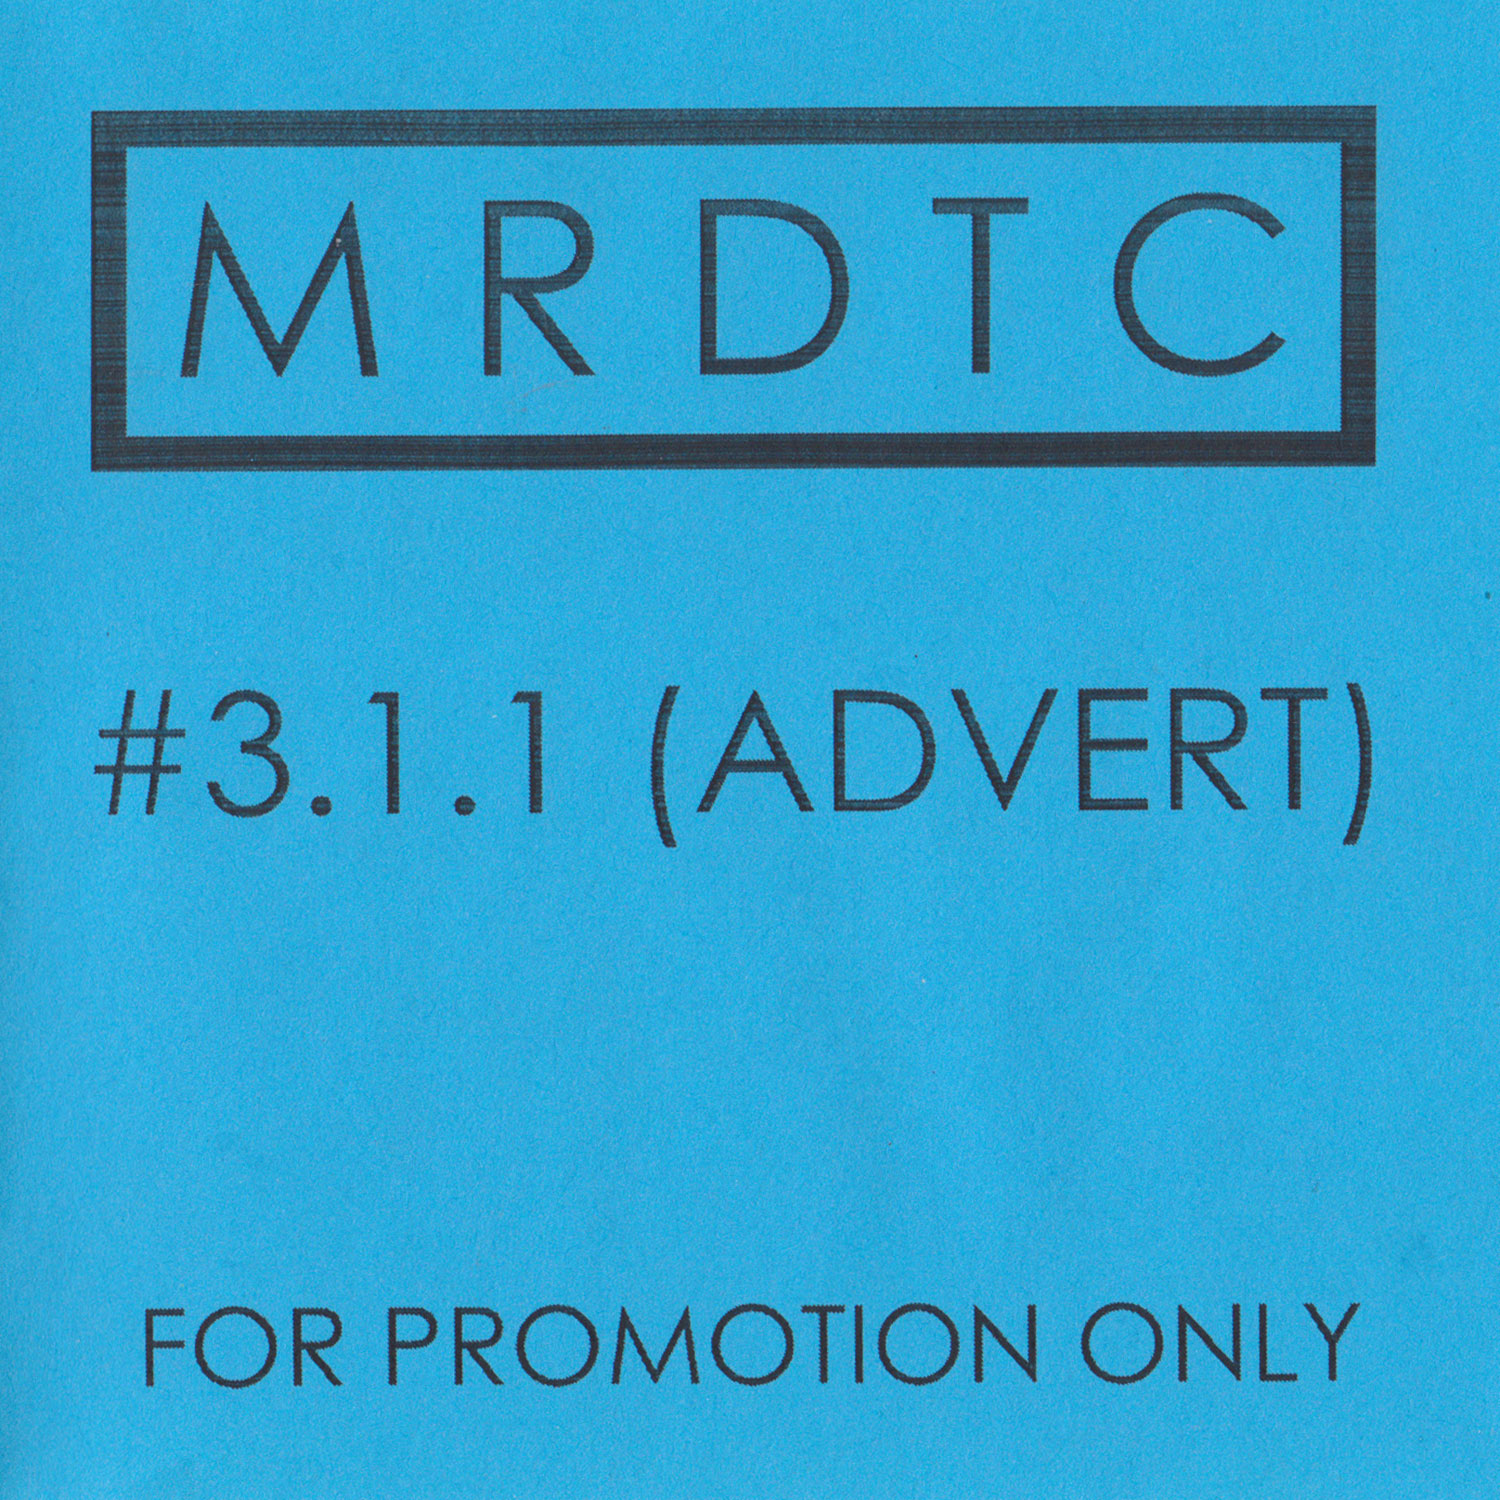 MRDTC
#3.1.1 (ADVERT)
FOR PROMOTION ONLY